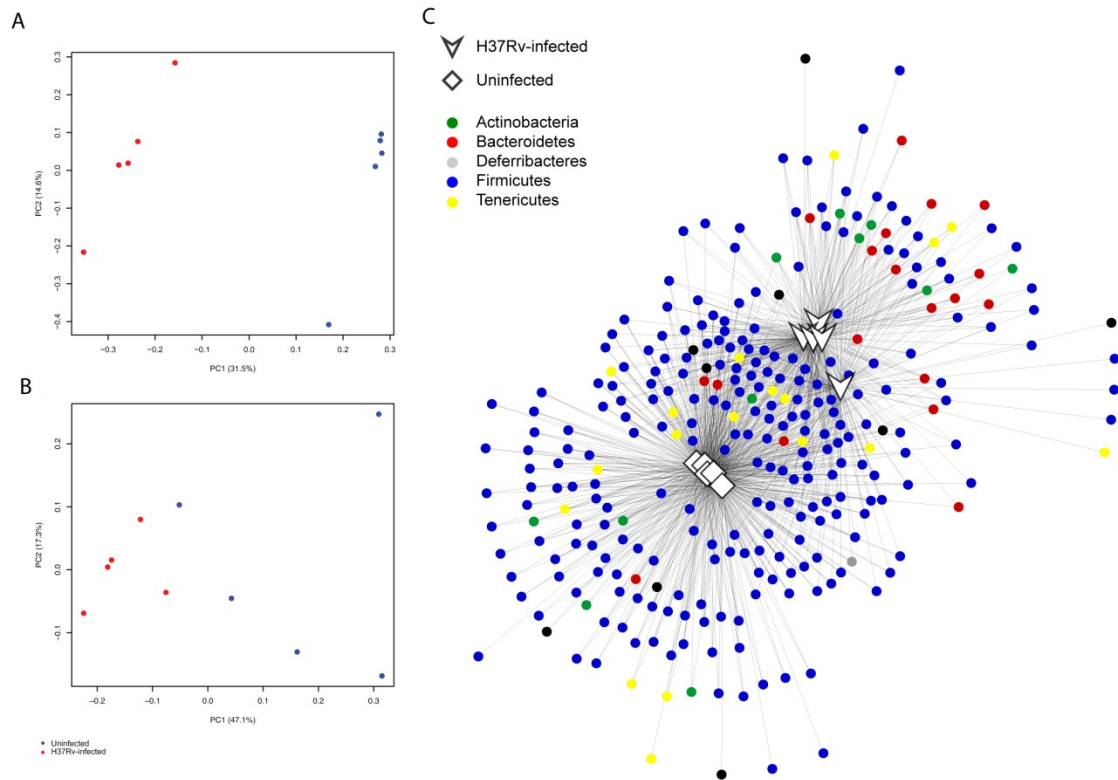 A
0.3
0.2
0.1
0.0
−0.1
−0.2
−0.3
−0.4
PC2 (14.6%)
−0.3
−0.2
−0.1
0.0
0.1
0.2
0.3
PC1 (31.5%)
B
0.2
0.1
0.0
−0.1
PC2 (17.3%)
−0.2
−0.1
0.0
0.1
0.2
0.3
PC1 (47.1%)
Uninfected
H37Rv-infected
C
H37Rv-infected
Uninfected
Actinobacteria
Bacteroidetes
Deferribacteres
Firmicutes
Tenericutes